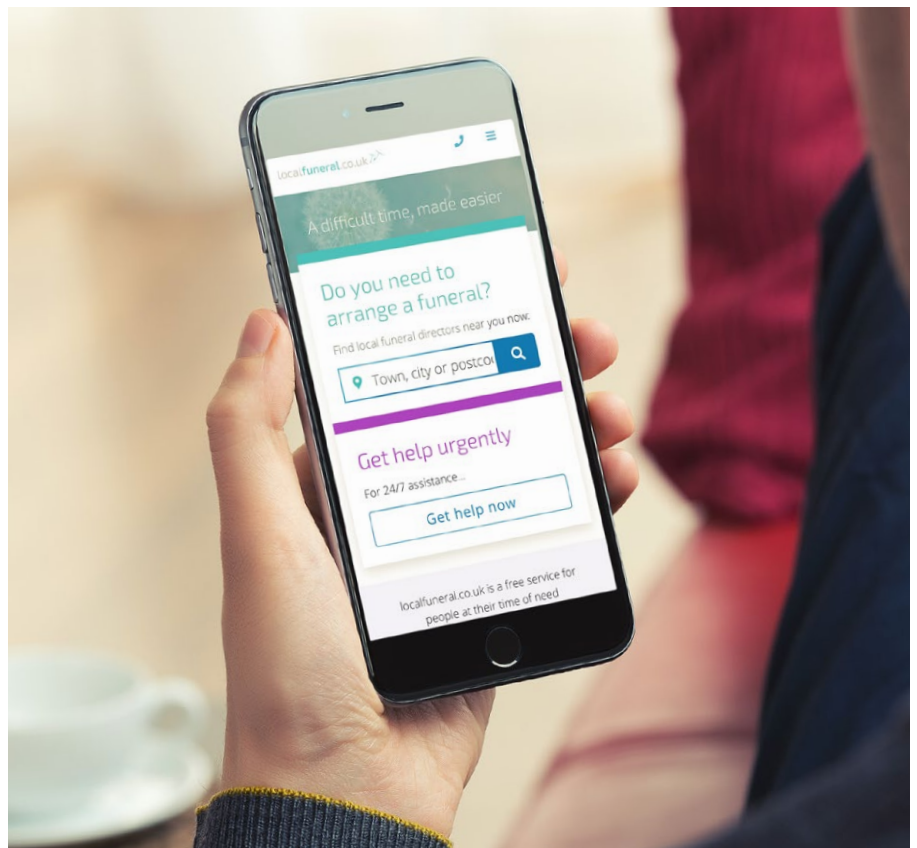 localfuneral.co.uk
A difficult time, made easier
Do you need to
arrange a funeral?
Find local funeral directors near you now:
Town, city or postco
Get help urgently
For 24/7 assistance...
Get help now
localfuneral.co.uk is a free service for
people at their time of need